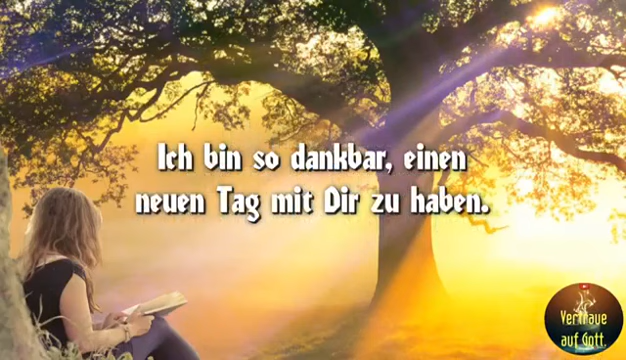 Ich bin so dankbar, einen
neuen Tag mit Dir zu haben.
Vertraue
auf Gott.